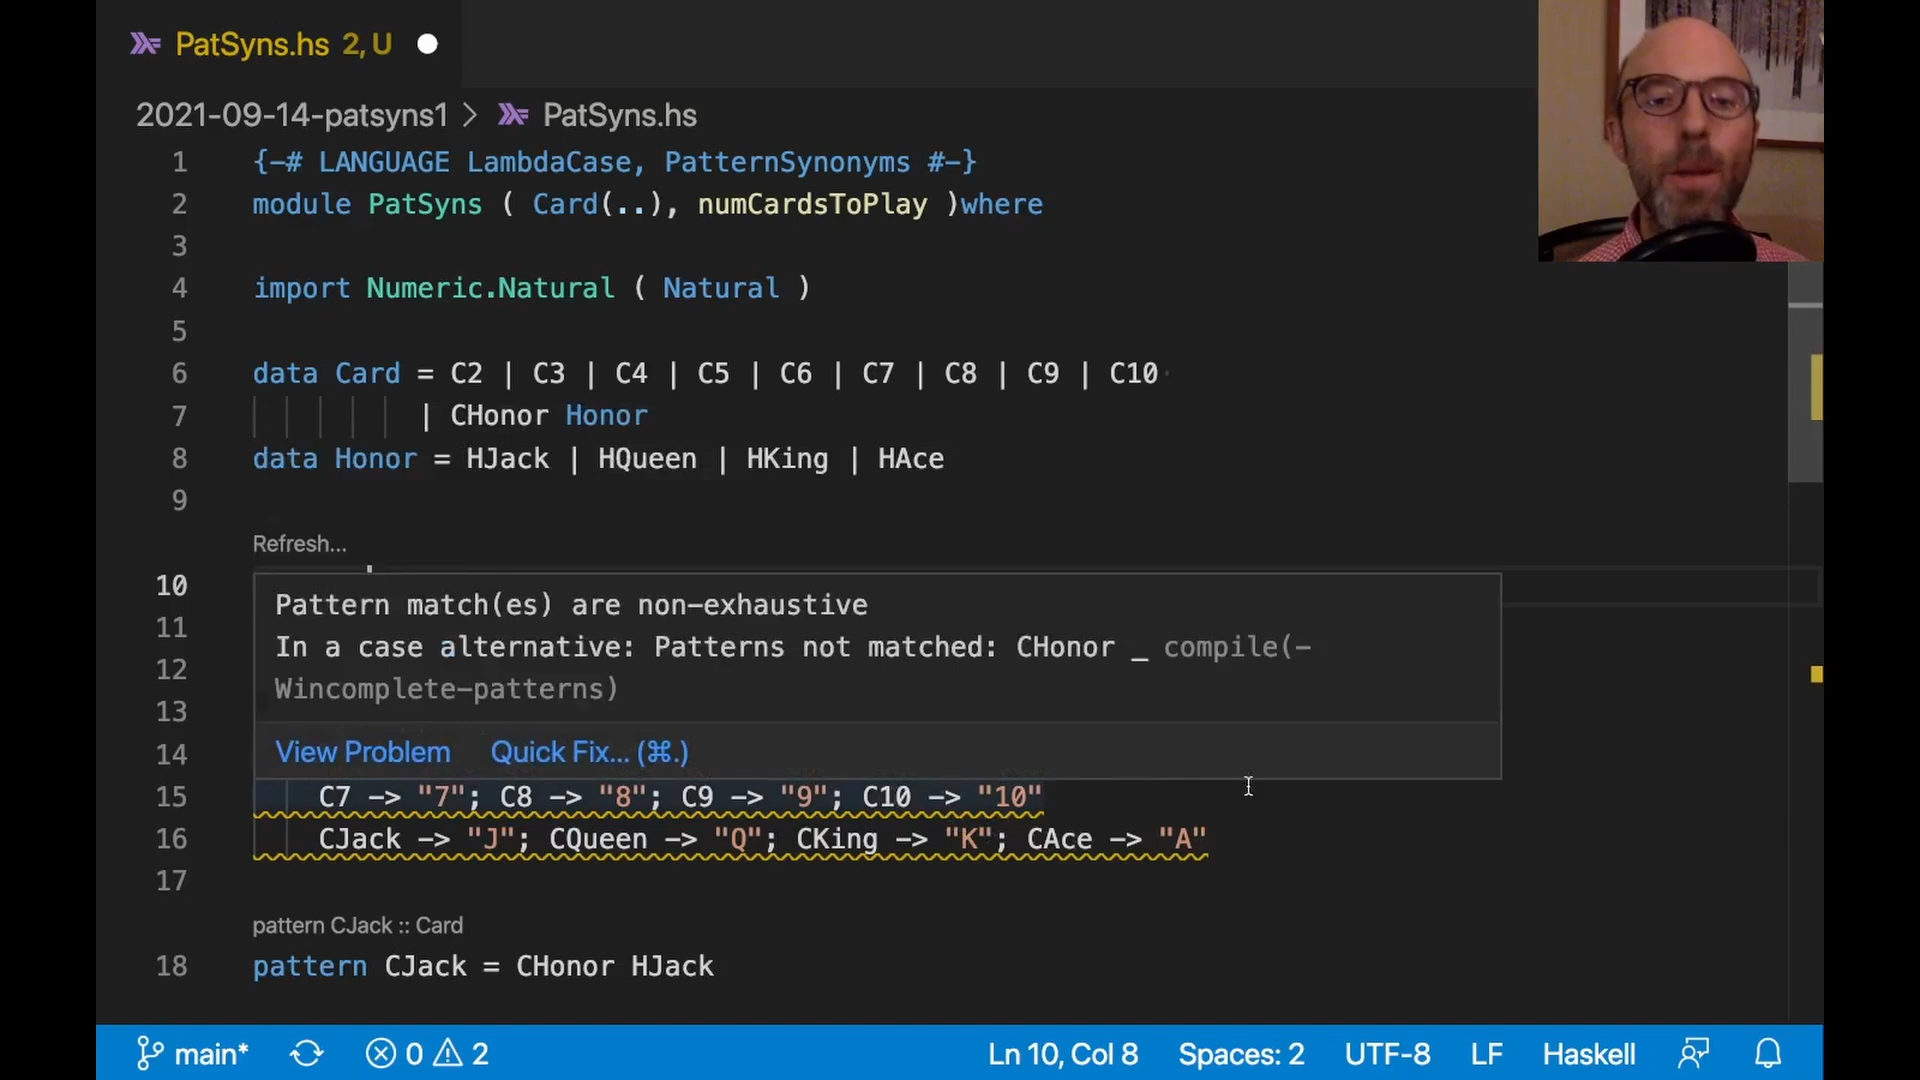 PatSyns.hs 2, U
2021-09-14-patsyns1 > PatSyns.hs
1 {-# LANGUAGE LambdaCase, PatternSynonyms #-}
2 module PatSyns ( Card(..), numCardsToPlay )where
3
4 import Numeric.Natural ( Natural )
5
6 data Card = C2 | C3 | C4 | C5 | C6 | C7 | C8 | C9 | C10
7 | CHonor Honor
8 data Honor = HJack | HQueen | HKing | HAce
9
Refresh...
10
Pattern match(es) are non-exhaustive
11
In a case alternative: Patterns not matched: CHonor _ compile(-
12
Wincomplete-patterns)
13
14 View Problem Quick Fix... (⌘.)
15 C7 -> "7"; C8 -> "8"; C9 -> "9"; C10 -> "10"
16 CJack -> "J"; CQueen -> "Q"; CKing -> "K"; CAce -> "A"
17
pattern CJack :: Card
18 pattern CJack = CHonor HJack
main* 0 2 Ln 10, Col 8 Spaces: 2 UTF-8 LF Haskell